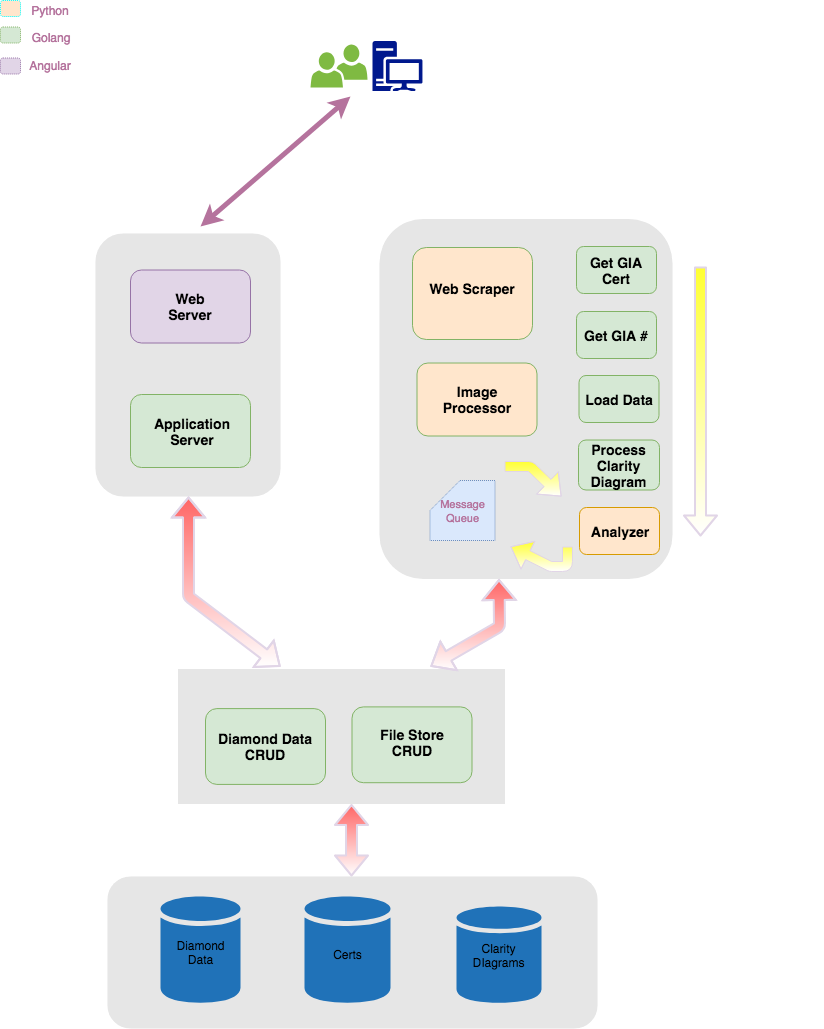 Python
Golang
Angular
Web
Server
Application
Server
Web Scraper
Image
Processor
Message
Queue
Get GIA
Cert
Get GIA #
Load Data
Process
Clarity
Diagram
Analyzer
Diamond Data
CRUD
File Store
CRUD
Diamond
Data
Certs
Clarity
DIagrams